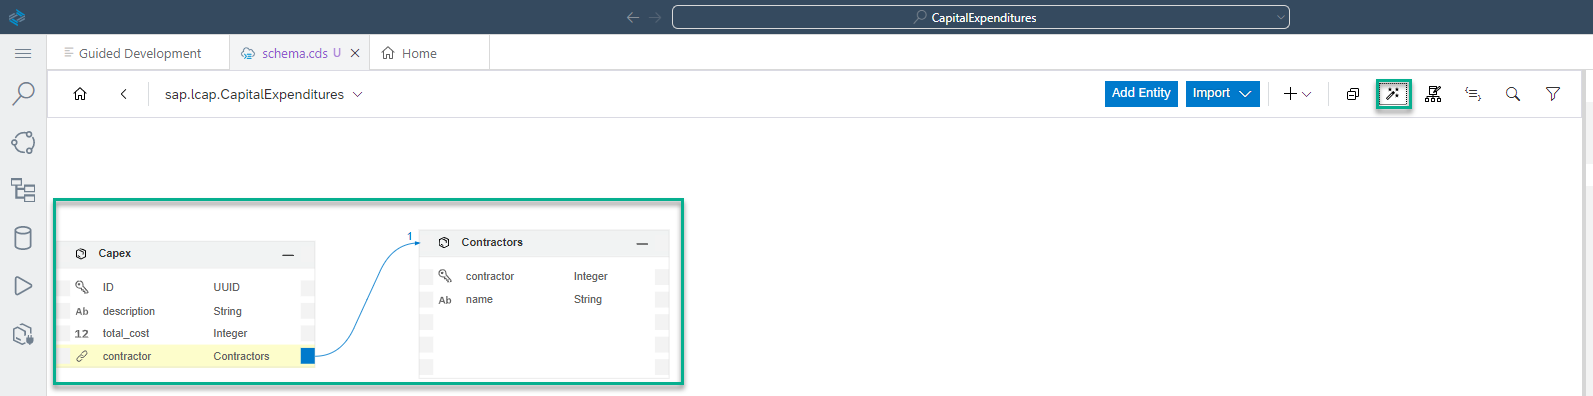 CapitalExpenditures
Guided Development schema.cds U Home
sap.lcap.CapitalExpenditures Add Entity Import
Capex
ID UUID
Ab description String
12 total_cost Integer
contractor Contractors
1
Contractors
contractor Integer
Ab name String